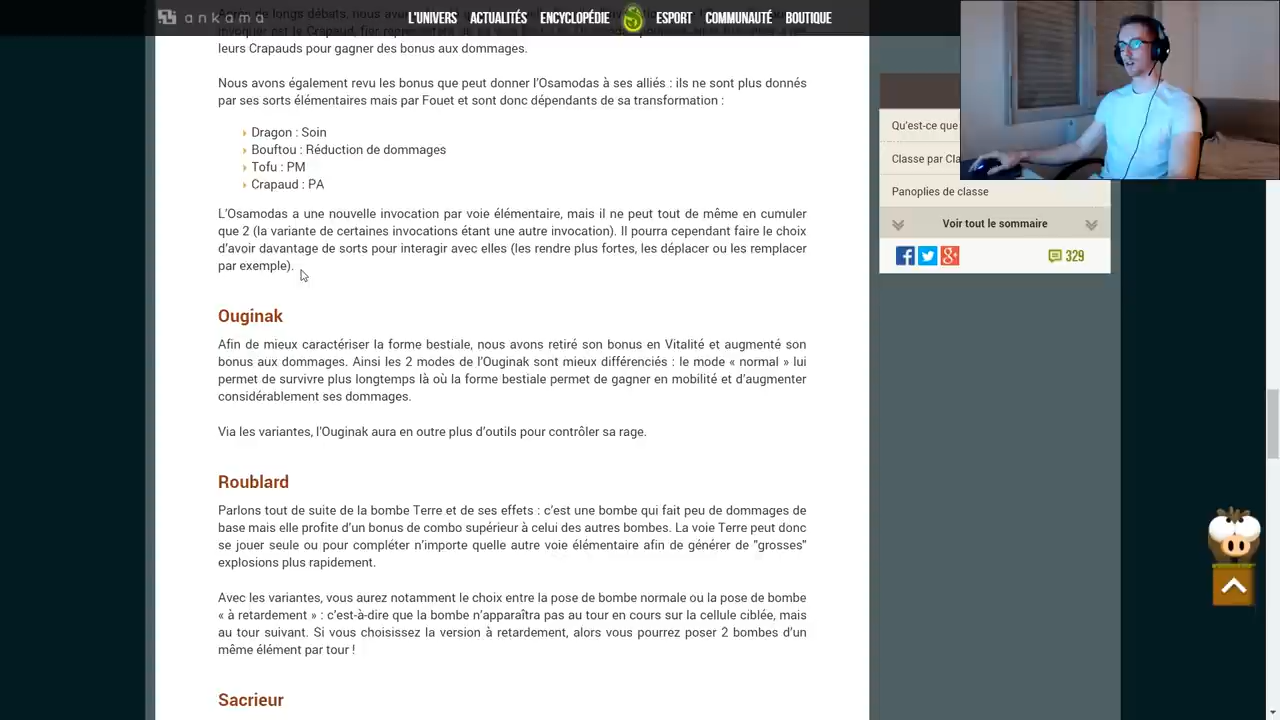 ankama
L'UNIVERS
ACTUALITÉS
ENCYCLOPÉDIE
ESPORT
COMMUNAUTÉ
BOUTIQUE
leurs Crapauds pour gagner des bonus aux dommages.
Nous avons également revu les bonus que peut donner l'Osamodas à ses alliés : ils ne sont plus donnés
par ses sorts élémentaires mais par Fouet et sont donc dépendants de sa transformation :
Dragon : Soin
Bouftou : Réduction de dommages
Tofu : PM
Crapaud : PA
L'Osamodas a une nouvelle invocation par voie élémentaire, mais il ne peut tout de même en cumuler
que 2 (la variante de certaines invocations étant une autre invocation). Il pourra cependant faire le choix
d'avoir davantage de sorts pour interagir avec elles (les rendre plus fortes, les déplacer ou les remplacer
par exemple).
Ouginak
Afin de mieux caractériser la forme bestiale, nous avons retiré son bonus en Vitalité et augmenté son
bonus aux dommages. Ainsi les 2 modes de l'Ouginak sont mieux différenciés : le mode « normal » lui
permet de survivre plus longtemps là où la forme bestiale permet de gagner en mobilité et d'augmenter
considérablement ses dommages.
Via les variantes, l'Ouginak aura en outre plus d'outils pour contrôler sa rage.
Roublard
Parlons tout de suite de la bombe Terre et de ses effets : c'est une bombe qui fait peu de dommages de
base mais elle profite d'un bonus de combo supérieur à celui des autres bombes. La voie Terre peut donc
se jouer seule ou pour compléter n'importe quelle autre voie élémentaire afin de générer de "grosses"
explosions plus rapidement.
Avec les variantes, vous aurez notamment le choix entre la pose de bombe normale ou la pose de bombe
« à retardement » : c'est-à-dire que la bombe n'apparaîtra pas au tour en cours sur la cellule ciblée, mais
au tour suivant. Si vous choisissez la version à retardement, alors vous pourrez poser 2 bombes d'un
même élément par tour !
Sacrieur
Qu'est-ce que
Classe par Cla
Panoplies de classe
Voir tout le sommaire
329